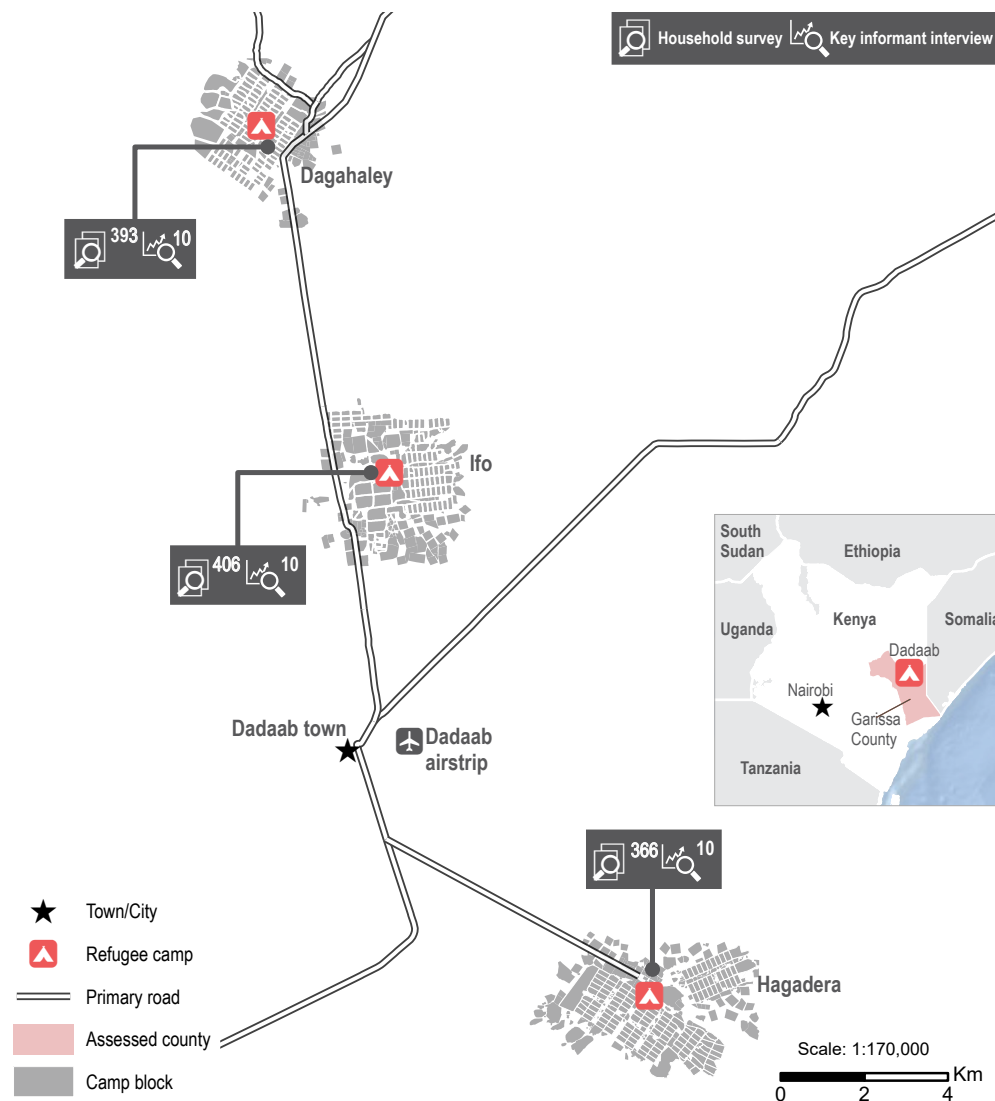 Household survey
Key informant interview
Dagahaley
393
10
Ifo
406
10
South
Sudan
Ethiopia
Uganda
Kenya
Somalia
Dadaab
Nairobi
Garissa
County
Tanzania
Dadaab town
Dadaab
airstrip
366
10
Hagadera
Town/City
Refugee camp
Primary road
Assessed county
Camp block
Scale: 1:170,000
Km
0 2 4